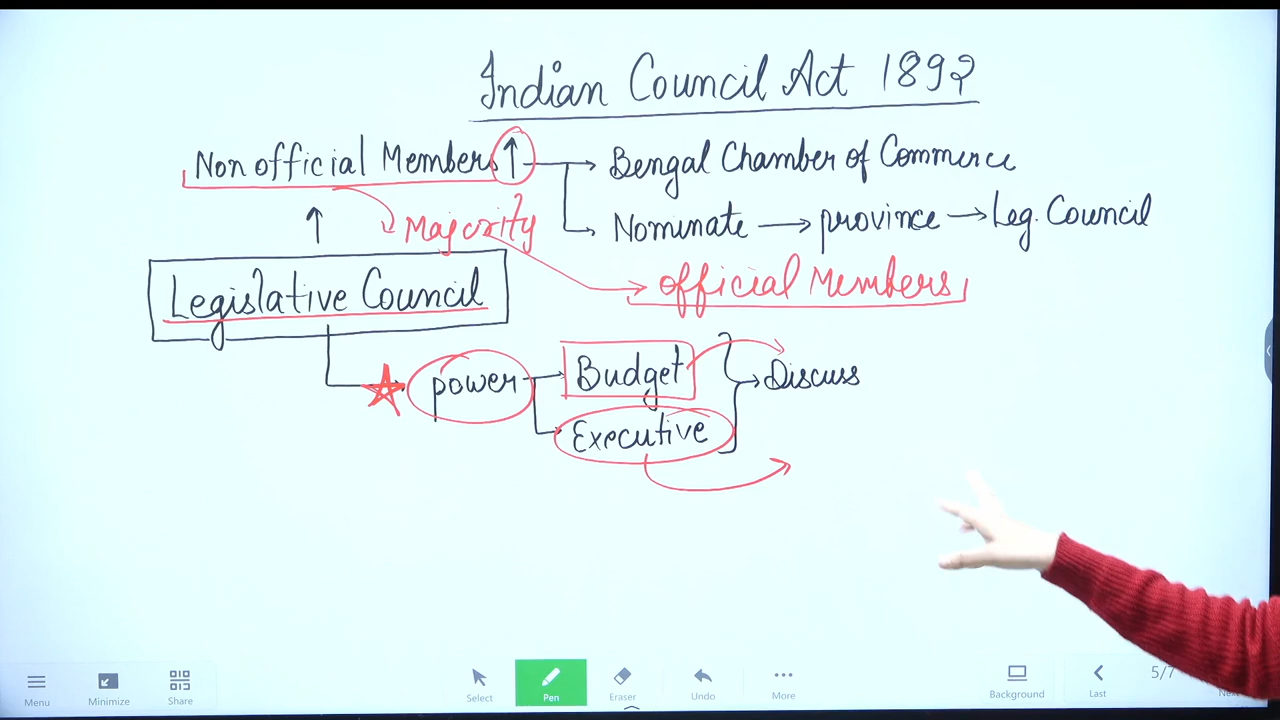 Indian Council Act 1892
Non official Members ↑ → Bengal Chamber of Commerce
↑ Majority → Nominate → province → Leg. Council
official Members
Legislative Council
power → Budget → Discuss
Executive
Menu Minimize Share Select Pen Eraser Undo More Background Last 5/7 Next